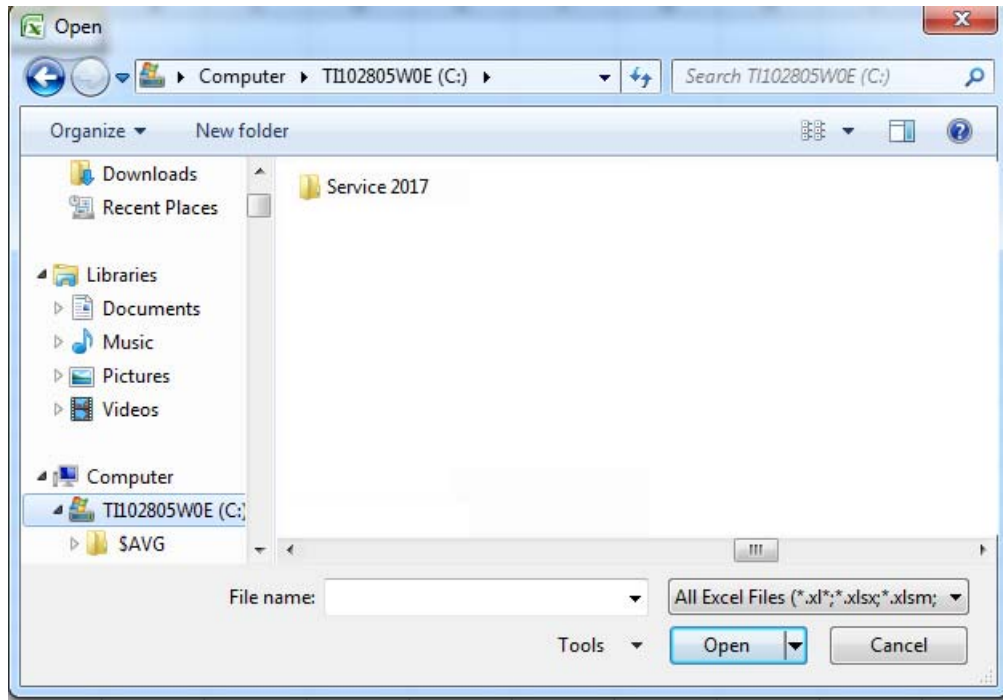 Open
Computer TI102805W0E (C:) Search TI102805W0E (C:)
Organize New folder
Downloads
Recent Places
Libraries
Documents
Music
Pictures
Videos
Computer
TI102805W0E (C:)
$AVG
Service 2017
File name: All Excel Files (*.xl*;*.xlsx;*.xlsm;
Tools Open Cancel